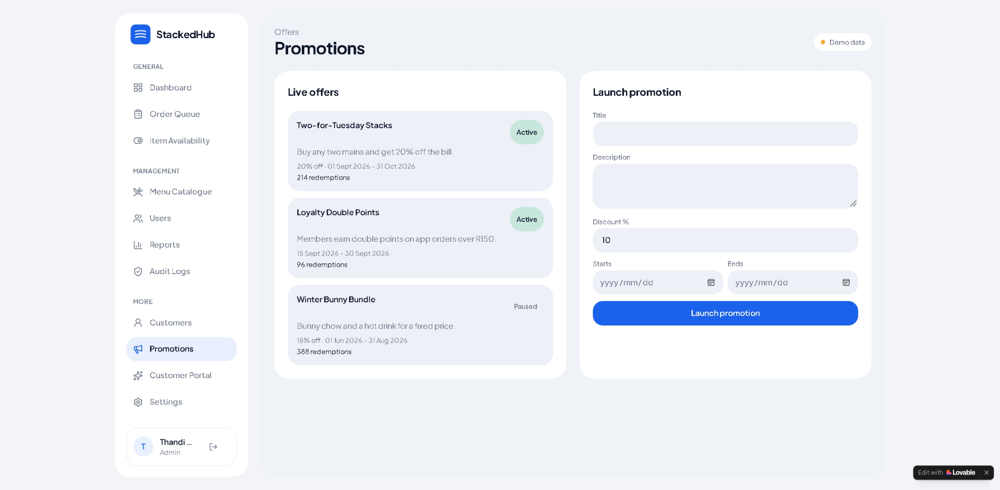 StackedHub
GENERAL
Dashboard
Order Queue
Item Availability
MANAGEMENT
Menu Catalogue
Users
Reports
Audit Logs
MORE
Customers
Promotions
Customer Portal
Settings
T
Thandi ...
Admin
Offers
Promotions
Demo data
Live offers
Two-for-Tuesday Stacks
Active
Buy any two mains and get 20% off the bill.
20% off · 01 Sept 2026 – 31 Oct 2026
214 redemptions
Loyalty Double Points
Active
Members earn double points on app orders over R150.
15 Sept 2026 – 30 Sept 2026
96 redemptions
Winter Bunny Bundle
Paused
Bunny chow and a hot drink for a fixed price.
15% off · 01 Jun 2026 – 31 Aug 2026
388 redemptions
Launch promotion
Title
Description
Discount %
10
Starts
Ends
yyyy/mm/dd
yyyy/mm/dd
Launch promotion
Edit with Lovable